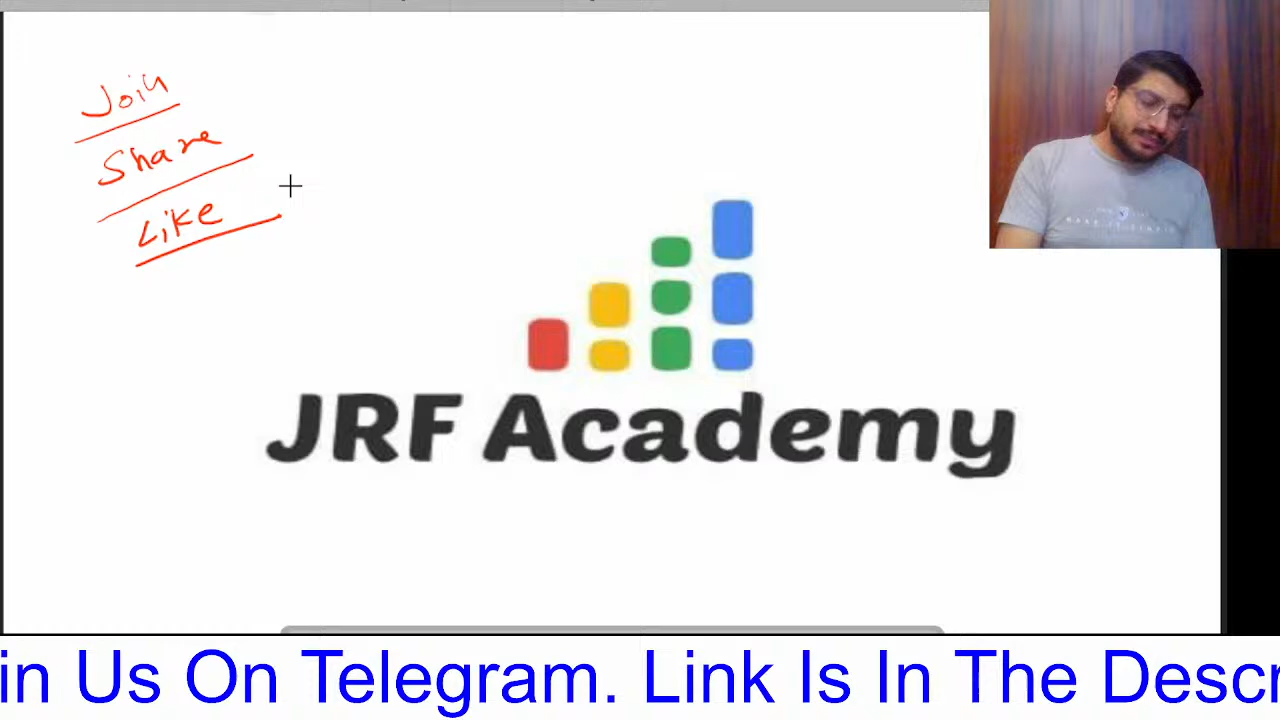 Join
Share
Like
JRF Academy
in Us On Telegram. Link Is In The Descr